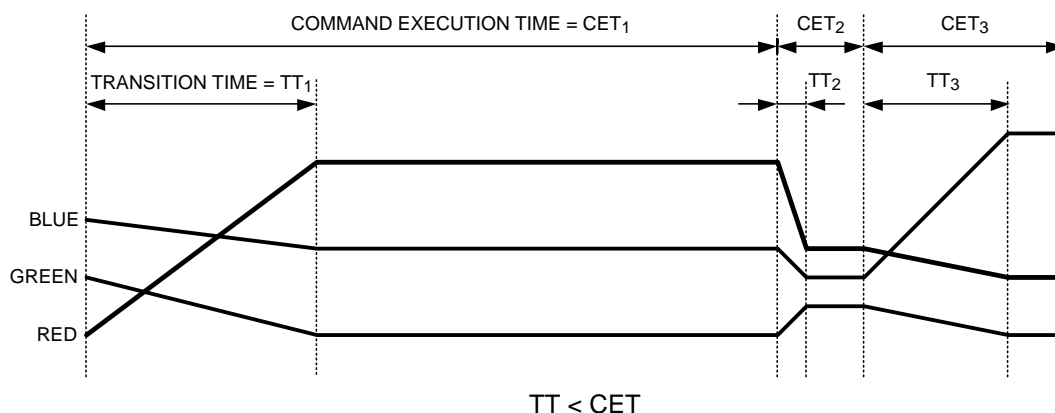 COMMAND EXECUTION TIME = CET1
CET2
CET3
TRANSITION TIME = TT1
TT2
TT3
BLUE
GREEN
RED
TT < CET